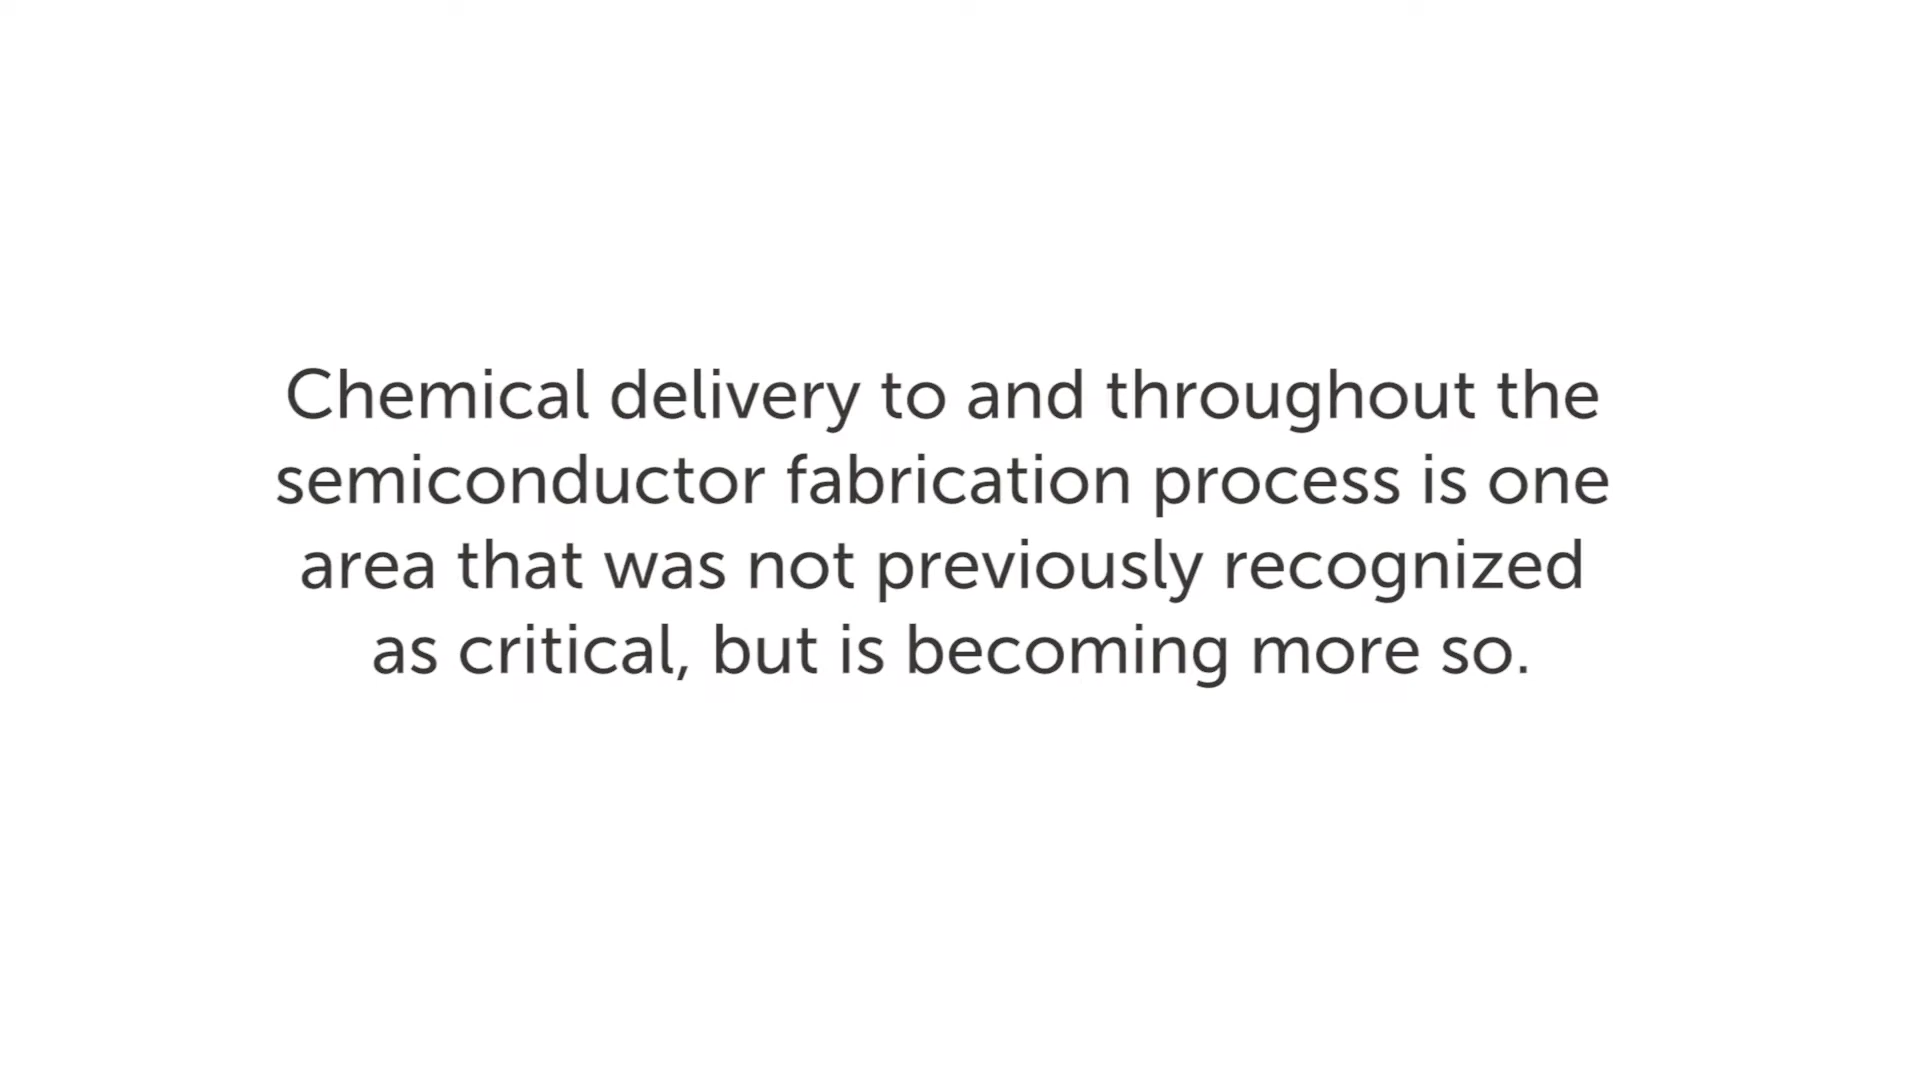 Chemical delivery to and throughout the
semiconductor fabrication process is one
area that was not previously recognized
as critical, but is becoming more so.